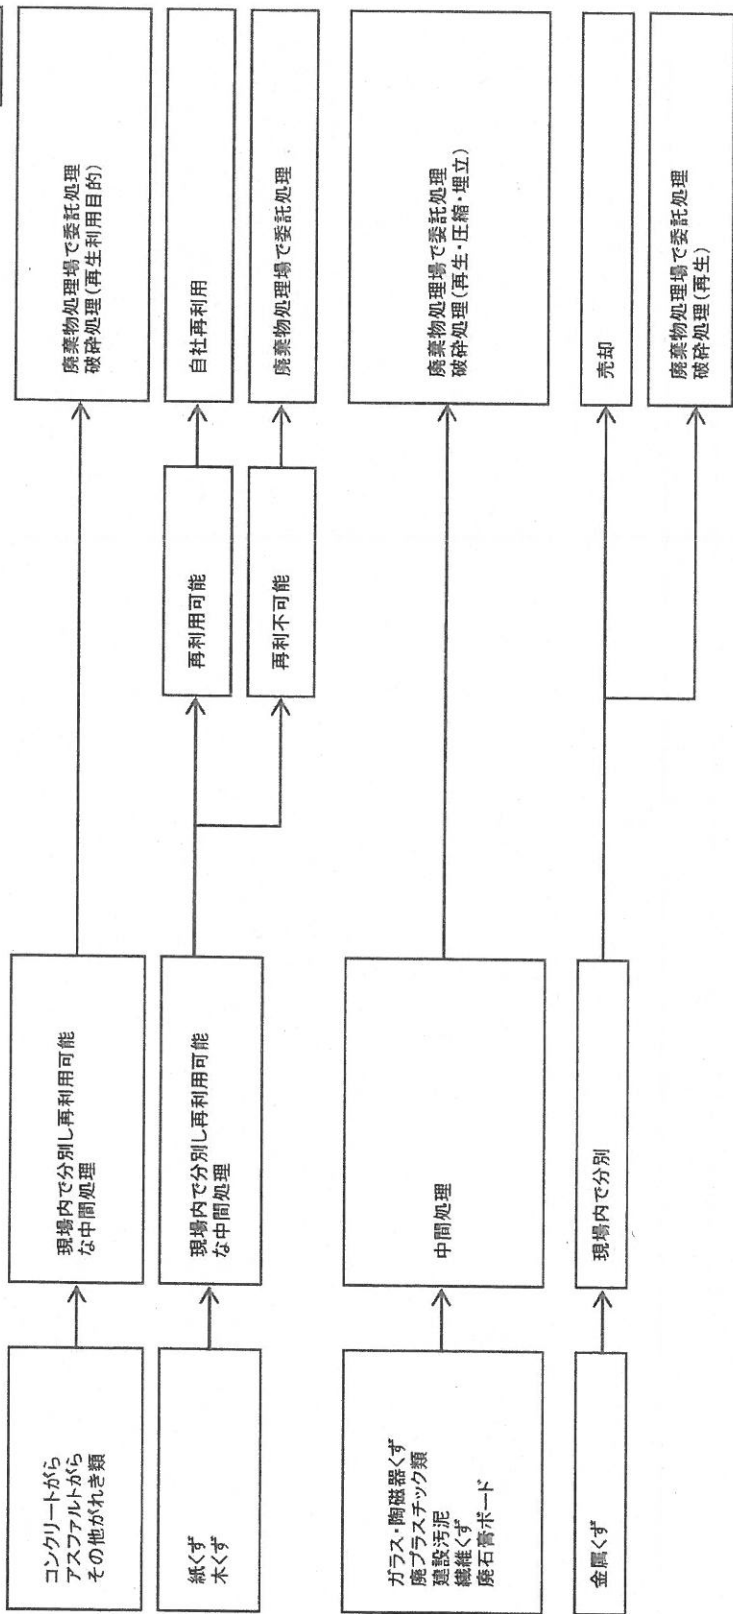 コンクリートがら
アスファルトがら
その他がれき類
現場内で分別し再利用可能
な中間処理
廃棄物処理場で委託処理
破砕処理(再生利用目的)
紙くず
木くず
現場内で分別し再利用可能
な中間処理
再利用可能
自社再利用
再利不可能
廃棄物処理場で委託処理
ガラス・陶磁器くず
廃プラスチック類
建設汚泥
繊維くず
廃石膏ボード
中間処理
廃棄物処理場で委託処理
破砕処理(再生・圧縮・埋立)
金属くず
現場内で分別
売却
廃棄物処理場で委託処理
破砕処理(再生)